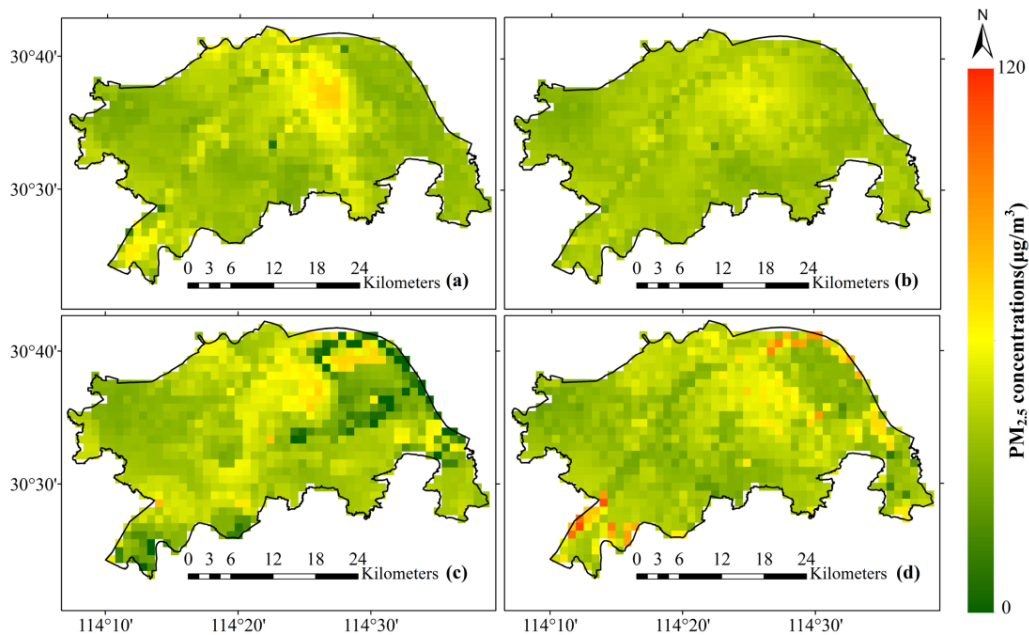 N
120
PM2.5 concentrations(μg/m³)
0
30°40'
30°30'
0 3 6 12 18 24
Kilometers (a)
0 3 6 12 18 24
Kilometers (b)
30°40'
30°30'
0 3 6 12 18 24
Kilometers (c)
0 3 6 12 18 24
Kilometers (d)
114°10' 114°20' 114°30'
114°10' 114°20' 114°30'